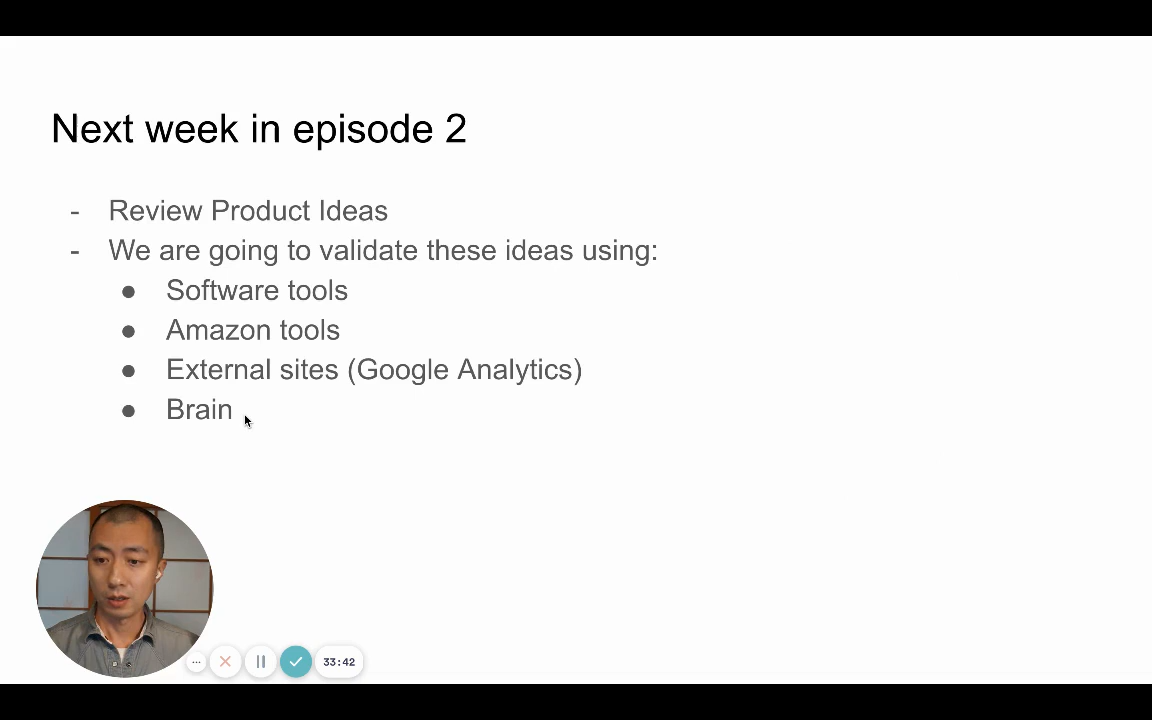 Next week in episode 2
- Review Product Ideas
- We are going to validate these ideas using:
● Software tools
● Amazon tools
● External sites (Google Analytics)
● Brain
33:42